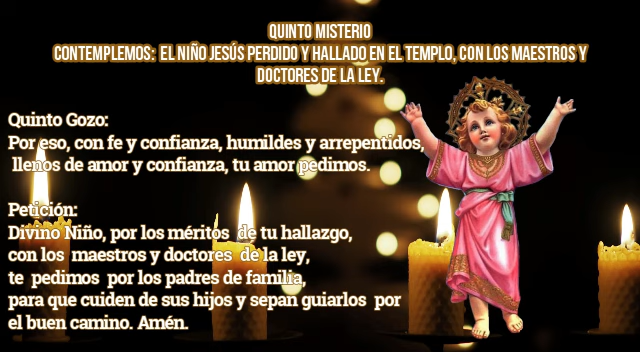 QUINTO MISTERIO
CONTEMPLEMOS: EL NIÑO JESÚS PERDIDO Y HALLADO EN EL TEMPLO, CON LOS MAESTROS Y
DOCTORES DE LA LEY.
Quinto Gozo:
Por eso, con fe y confianza, humildes y arrepentidos,
llenos de amor y confianza, tu amor pedimos.
Petición:
Divino Niño, por los méritos de tu hallazgo,
con los maestros y doctores de la ley,
te pedimos por los padres de familia,
para que cuiden de sus hijos y sepan guiarlos por
el buen camino. Amén.